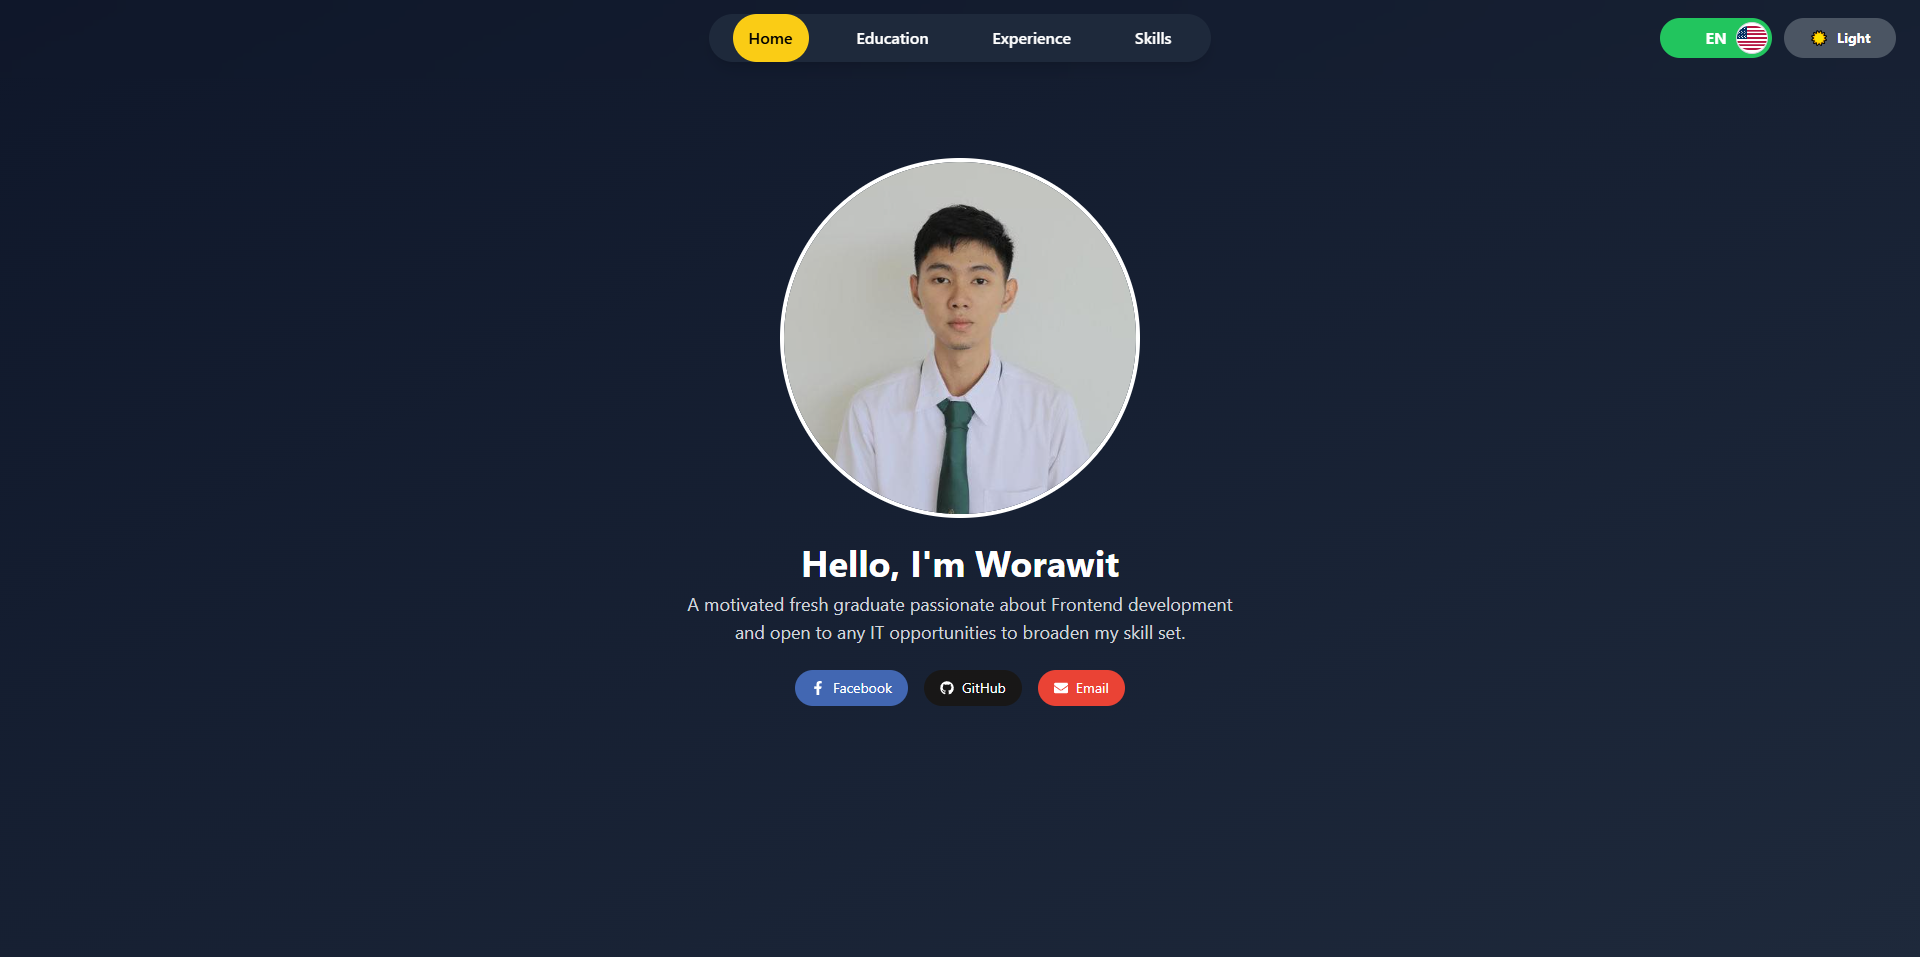 Home
Education
Experience
Skills
EN
Light
Hello, I'm Worawit
A motivated fresh graduate passionate about Frontend development
and open to any IT opportunities to broaden my skill set.
Facebook
GitHub
Email